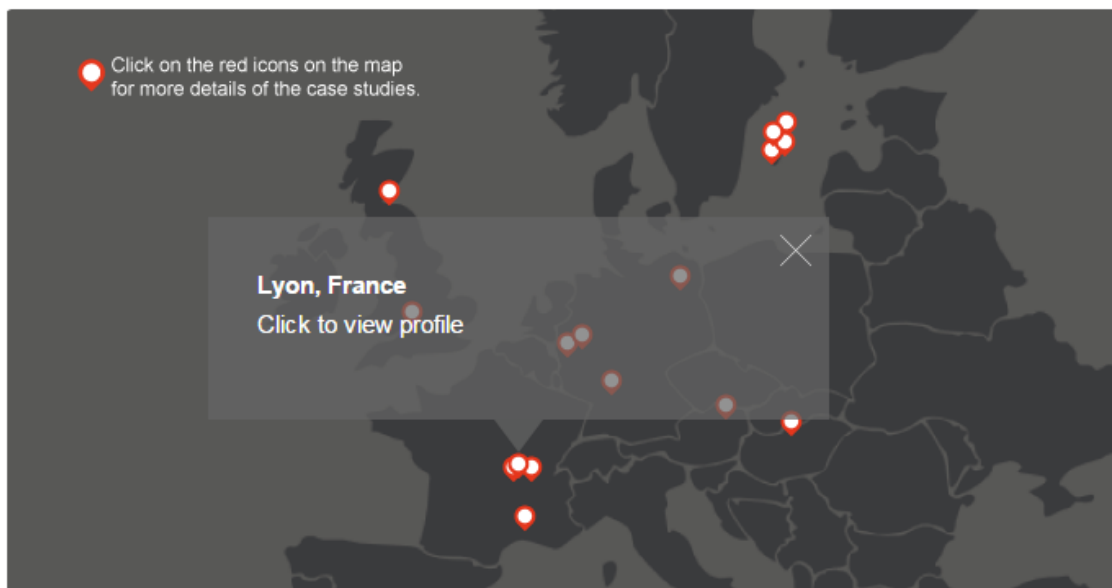 Click on the red icons on the map
for more details of the case studies.
Lyon, France
Click to view profile